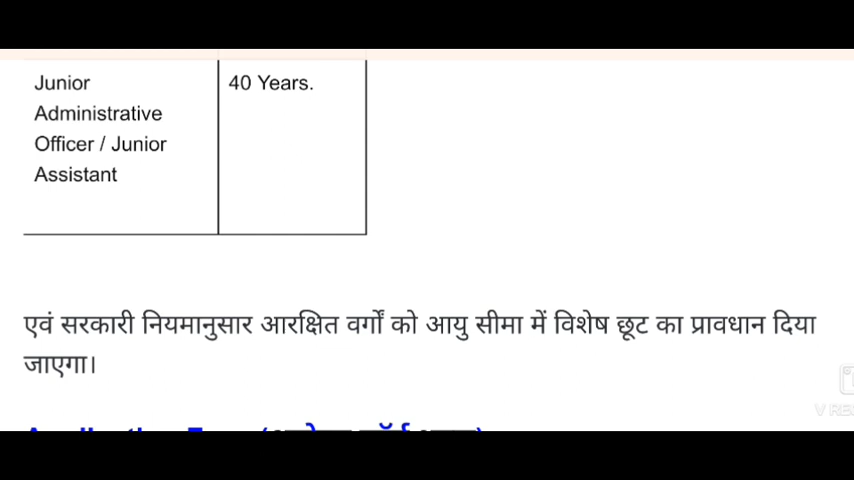 Junior 40 Years.
Administrative
Officer / Junior
Assistant
एवं सरकारी नियमानुसार आरक्षित वर्गों को आयु सीमा में विशेष छूट का प्रावधान दिया
जाएगा।